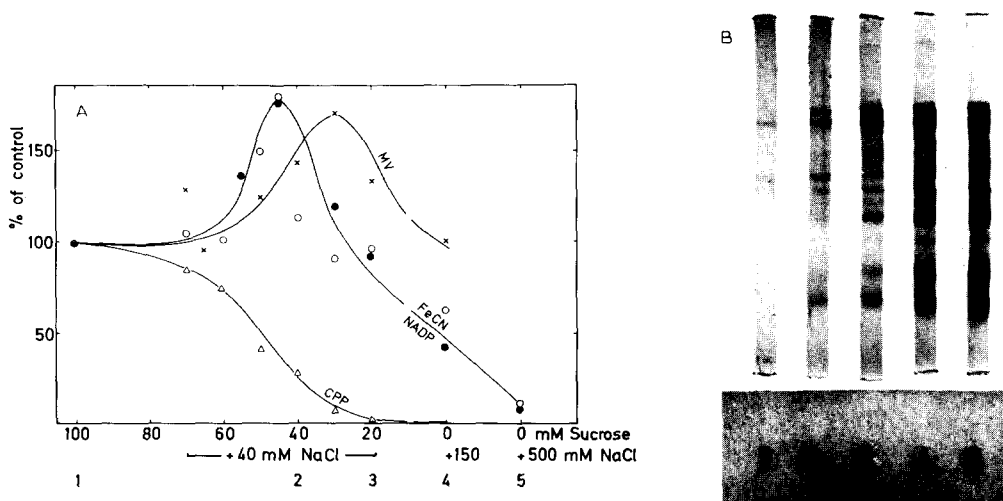 A
B
150
100
50
% of control
MV
FeCN
NADP
CPP
100 80 60 40 20 0 0 mM Sucrose
+ 40 mM NaCl +150 +500 mM NaCl
1 2 3 4 5